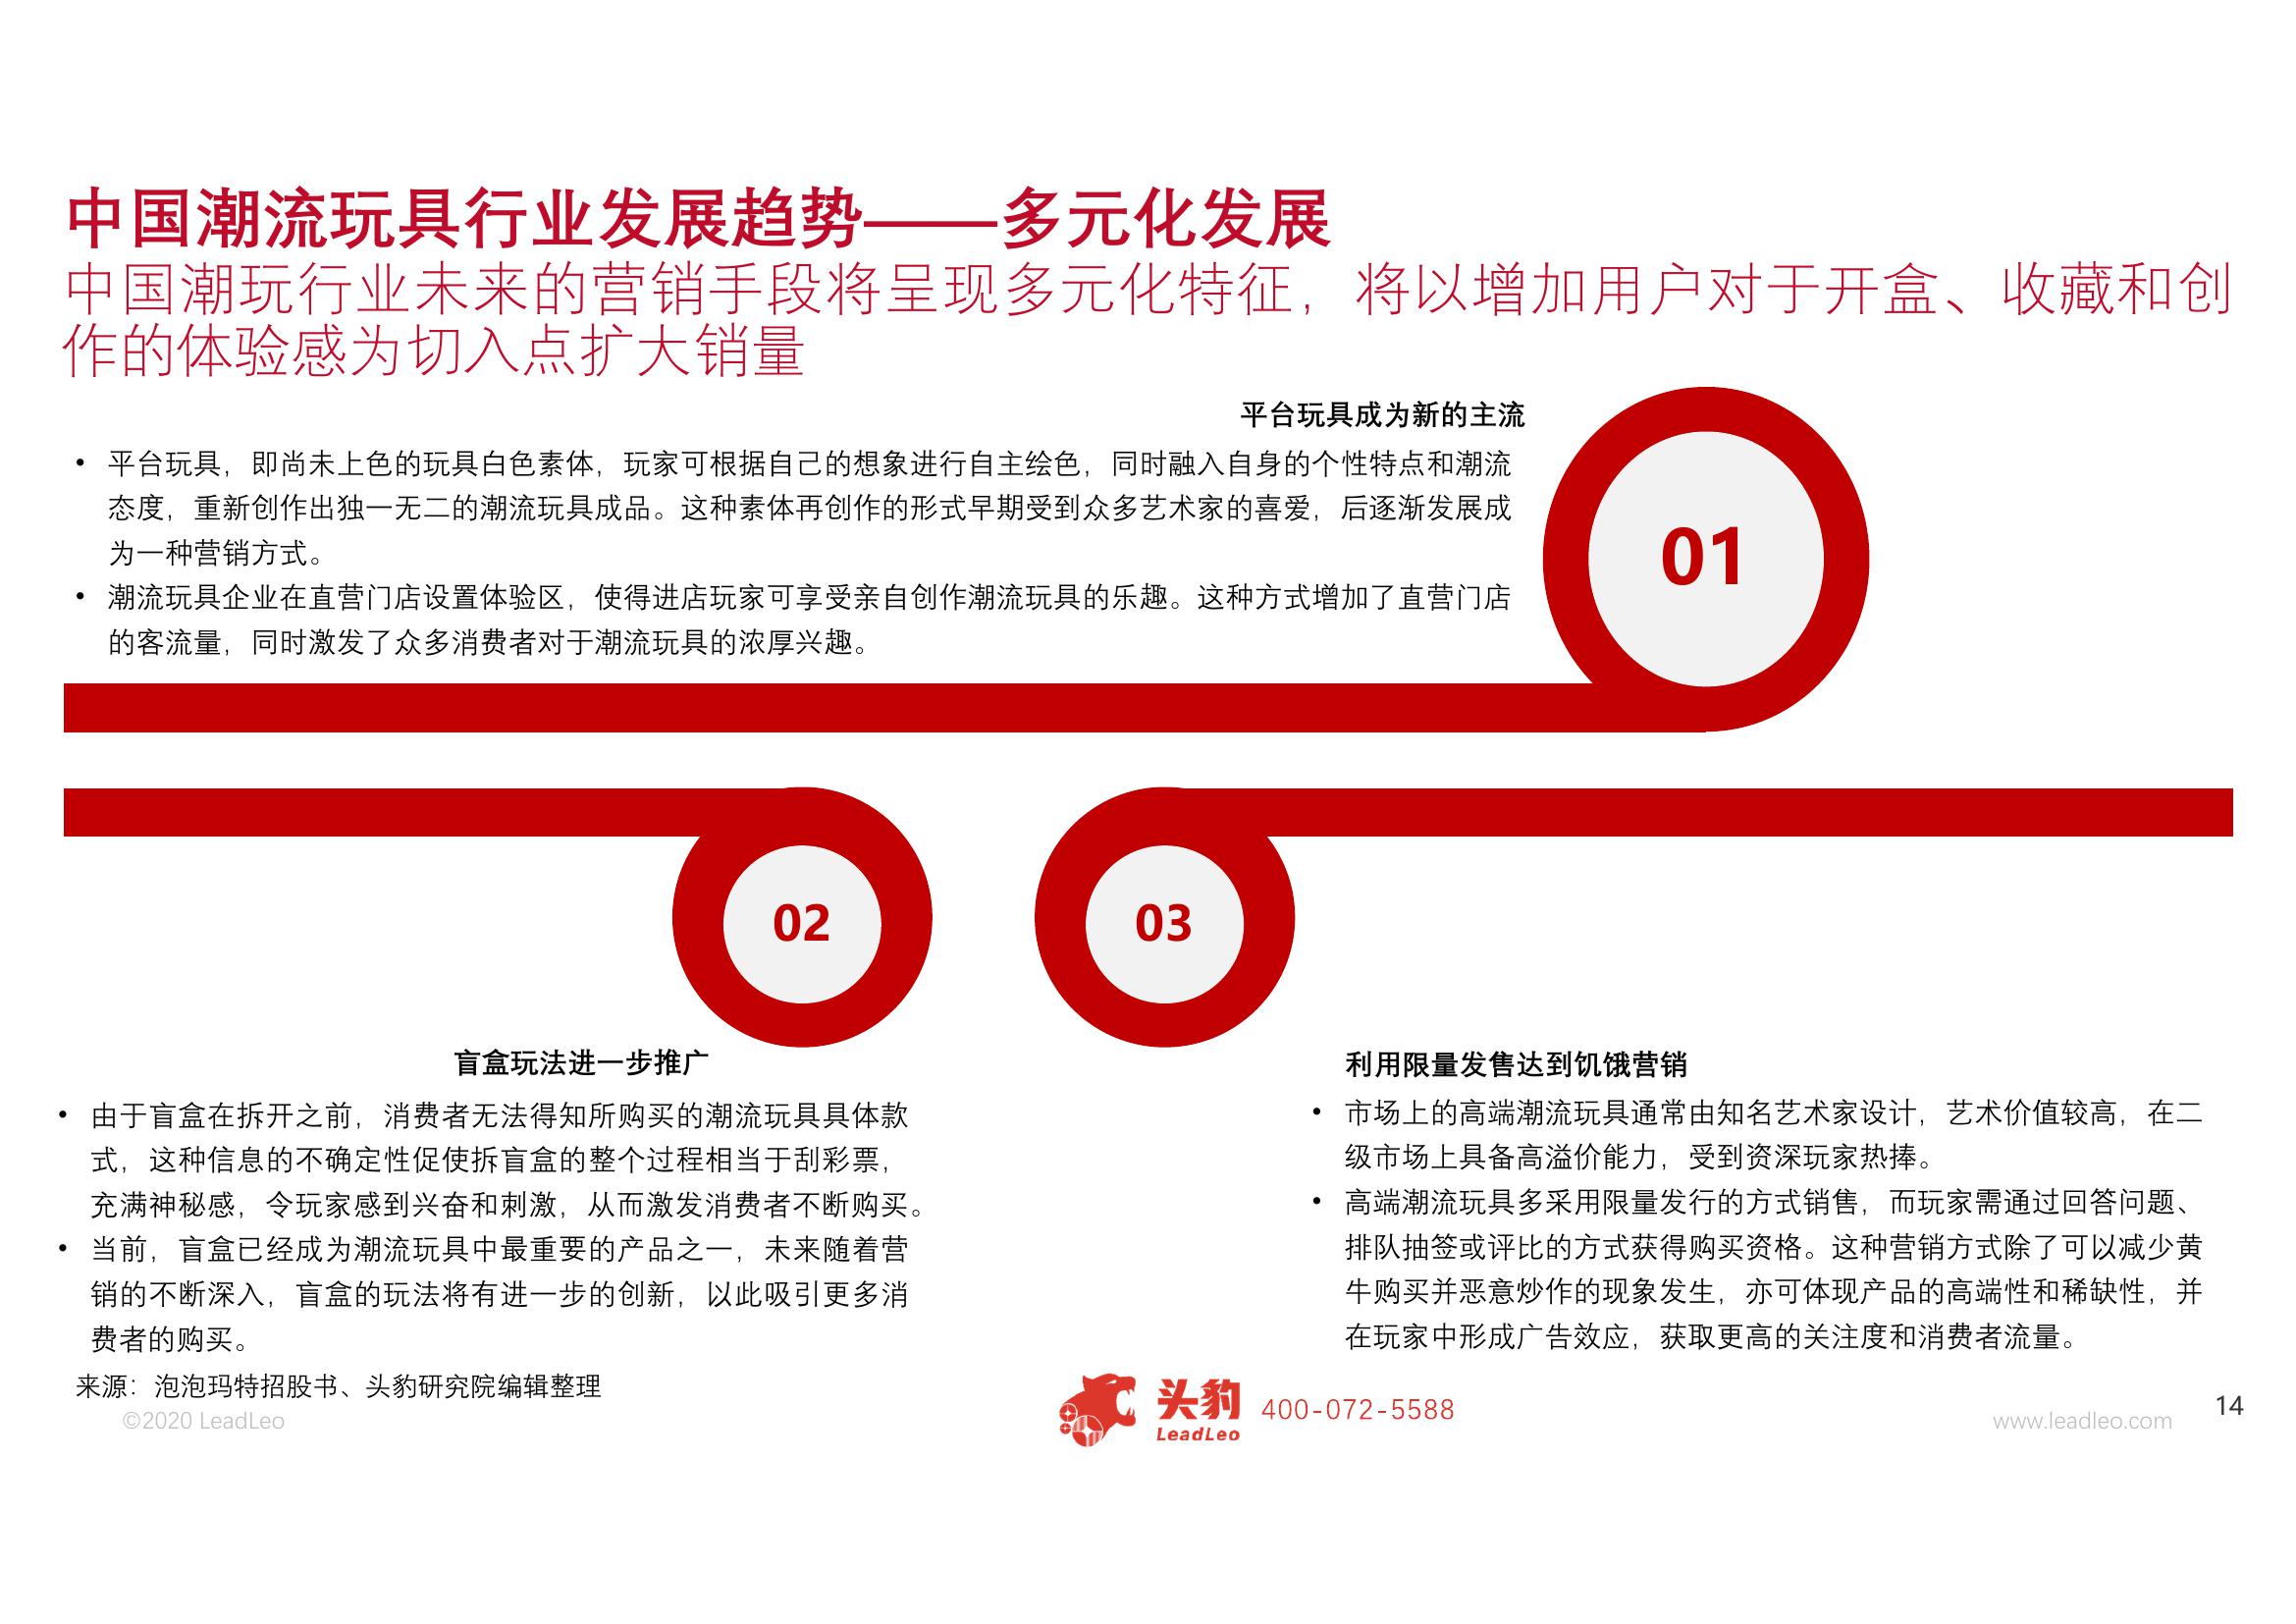 中国潮流玩具行业发展趋势——多元化发展
中国潮玩行业未来的营销手段将呈现多元化特征，将以增加用户对于开盒、收藏和创
作的体验感为切入点扩大销量
平台玩具成为新的主流
• 平台玩具，即尚未上色的玩具白色素体，玩家可根据自己的想象进行自主绘色，同时融入自身的个性特点和潮流
态度，重新创作出独一无二的潮流玩具成品。这种素体再创作的形式早期受到众多艺术家的喜爱，后逐渐发展成
为一种营销方式。
• 潮流玩具企业在直营门店设置体验区，使得进店玩家可享受亲自创作潮流玩具的乐趣。这种方式增加了直营门店
的客流量，同时激发了众多消费者对于潮流玩具的浓厚兴趣。
01
02
03
盲盒玩法进一步推广
• 由于盲盒在拆开之前，消费者无法得知所购买的潮流玩具具体款
式，这种信息的不确定性促使拆盲盒的整个过程相当于刮彩票，
充满神秘感，令玩家感到兴奋和刺激，从而激发消费者不断购买。
• 当前，盲盒已经成为潮流玩具中最重要的产品之一，未来随着营
销的不断深入，盲盒的玩法将有进一步的创新，以此吸引更多消
费者的购买。
利用限量发售达到饥饿营销
• 市场上的高端潮流玩具通常由知名艺术家设计，艺术价值较高，在二
级市场上具备高溢价能力，受到资深玩家热捧。
• 高端潮流玩具多采用限量发行的方式销售，而玩家需通过回答问题、
排队抽签或评比的方式获得购买资格。这种营销方式除了可以减少黄
牛购买并恶意炒作的现象发生，亦可体现产品的高端性和稀缺性，并
在玩家中形成广告效应，获取更高的关注度和消费者流量。
来源：泡泡玛特招股书、头豹研究院编辑整理
©2020 LeadLeo
头豹
LeadLeo
400-072-5588
www.leadleo.com
14